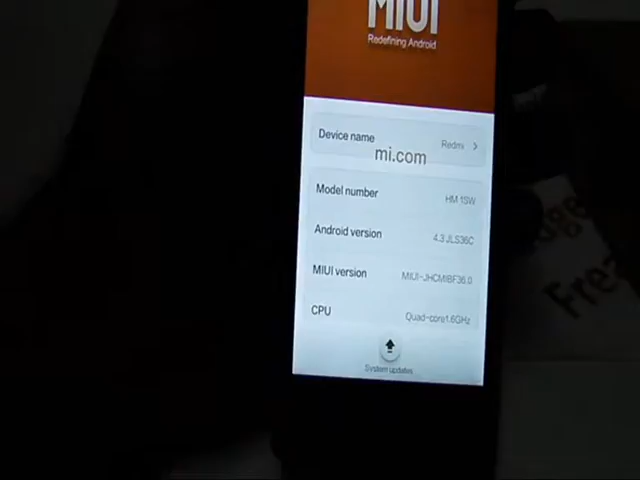 MIUI
Redefining Android
Device name Redmi
mi.com
Model number HM 1SW
Android version 4.3 JLS36C
MIUI version MIUI-JHCMIBF36.0
CPU Quad-core1.6GHz
System updates